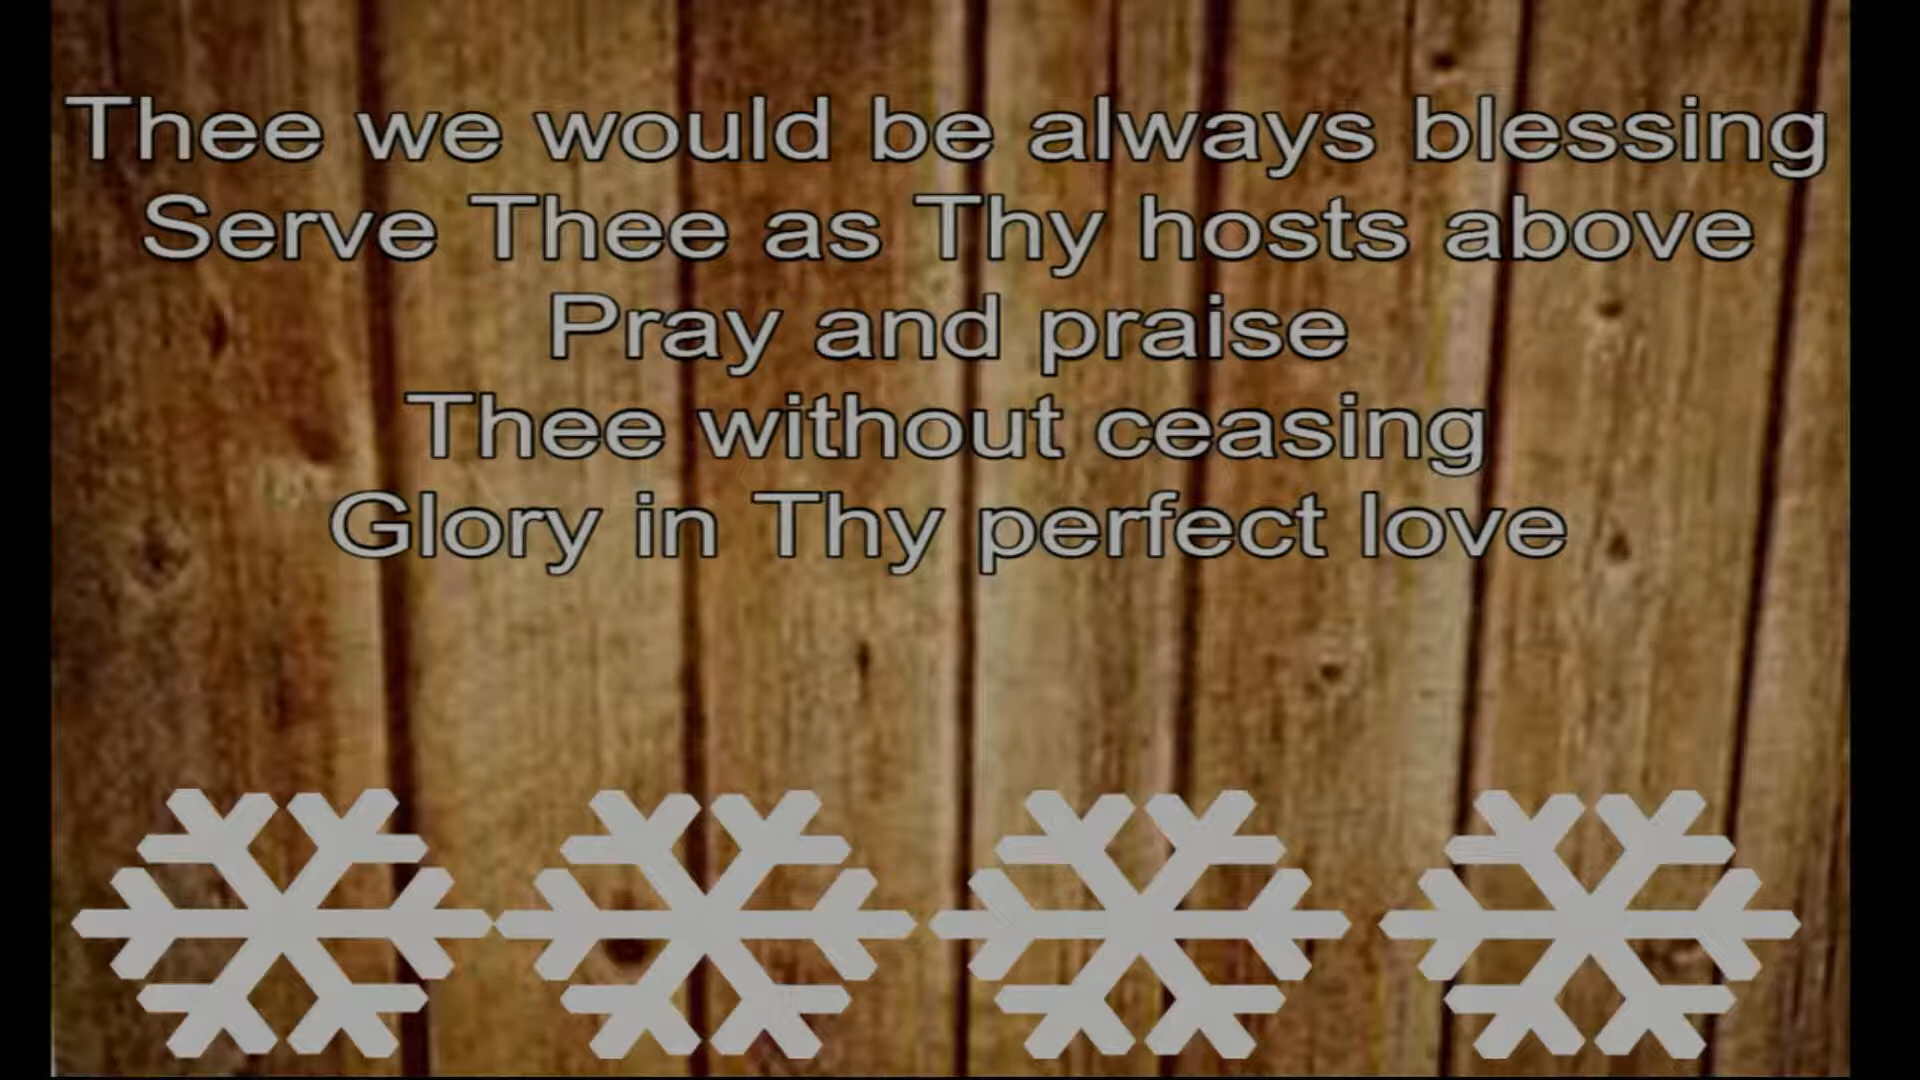 Thee we would be always blessing
Serve Thee as Thy hosts above
Pray and praise
Thee without ceasing
Glory in Thy perfect love